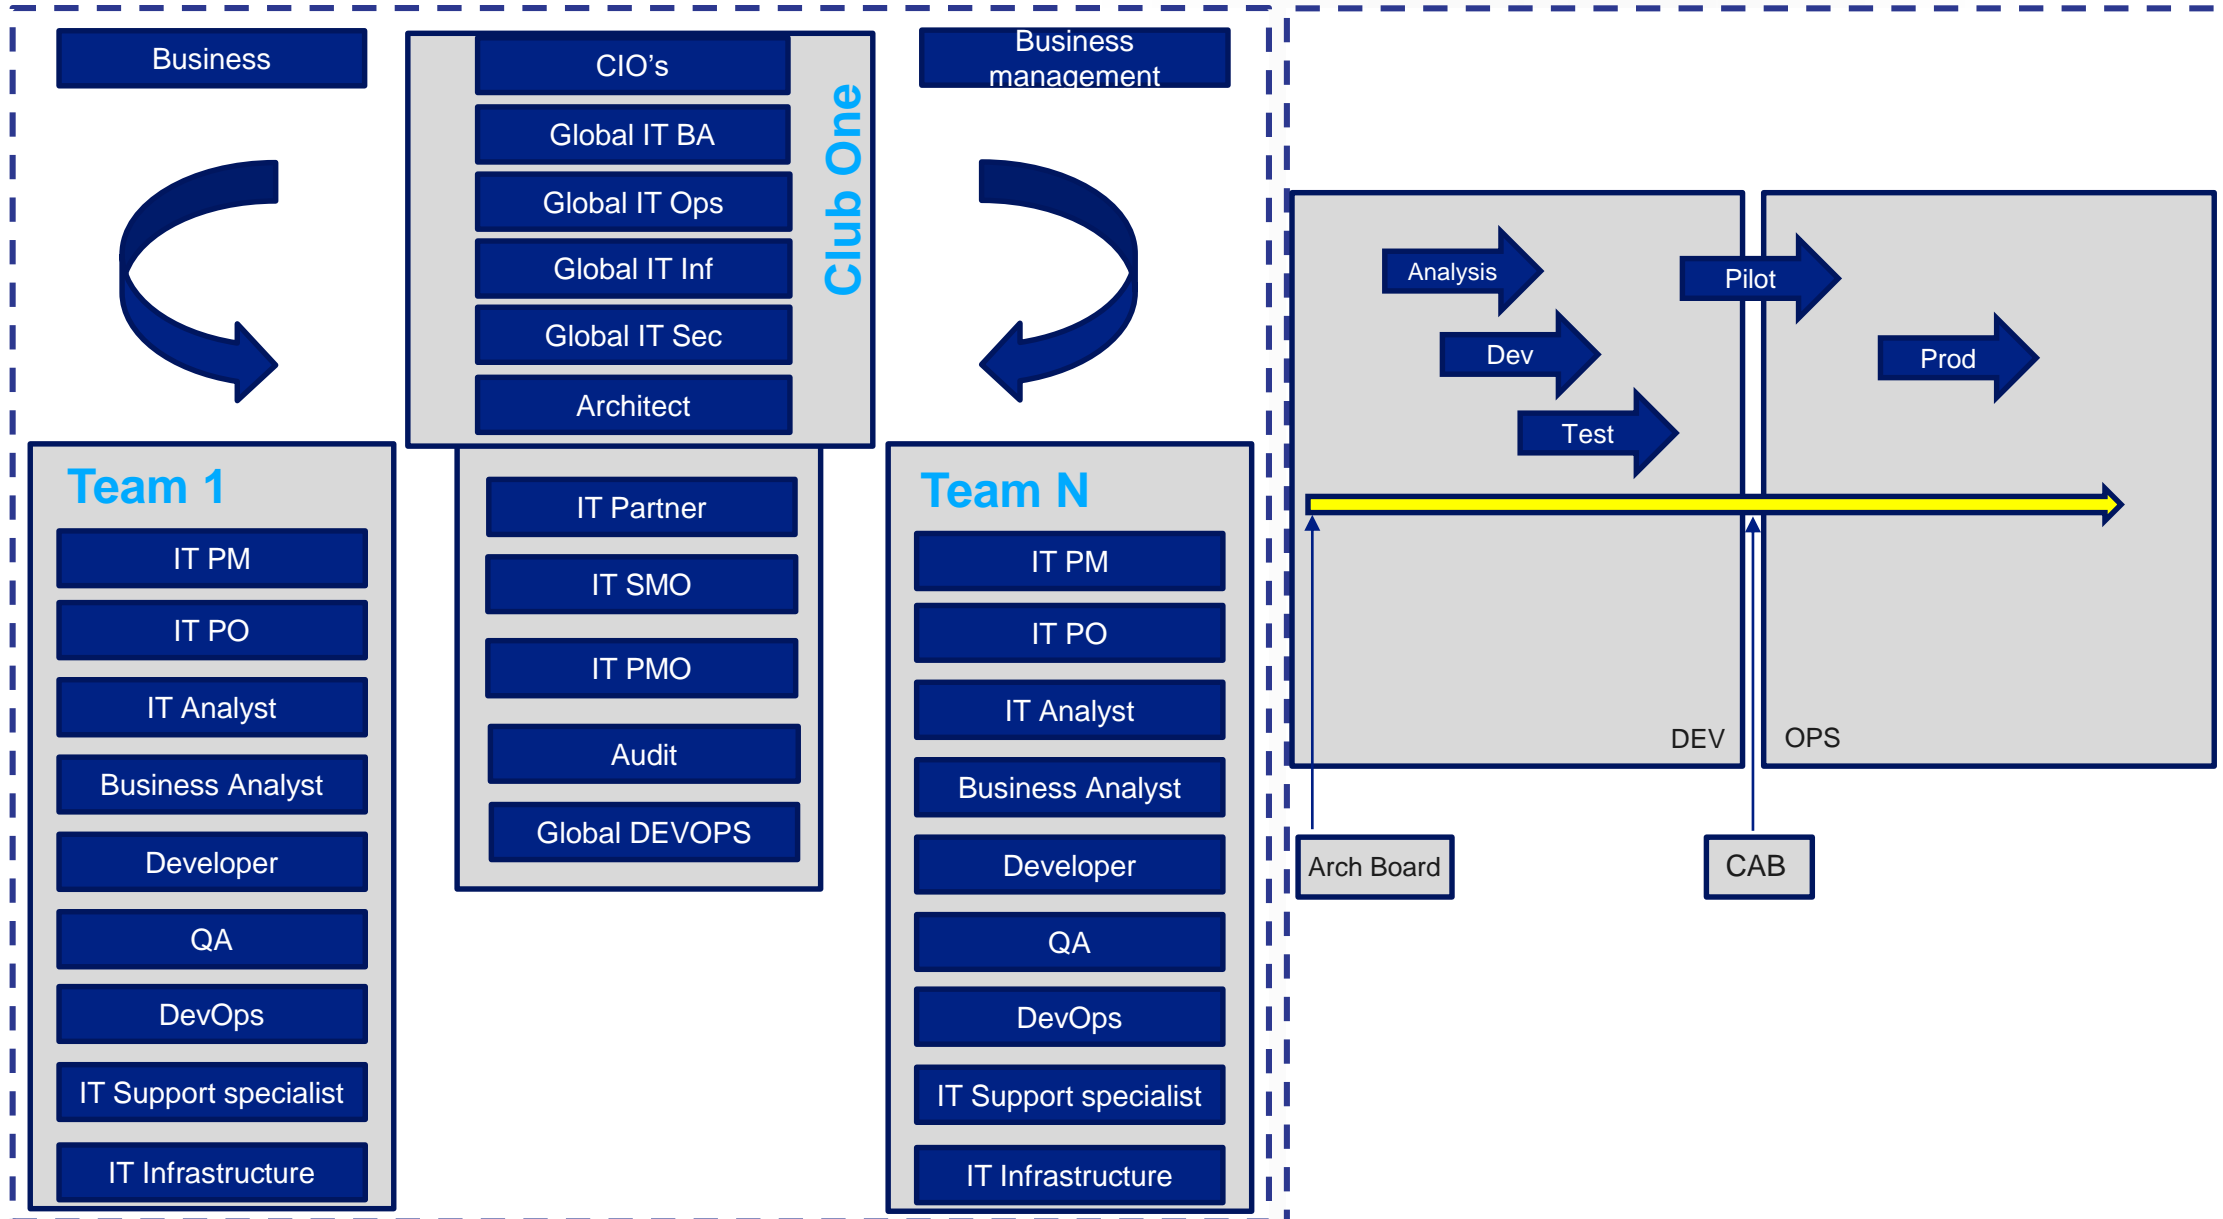 Business
CIO’s
Global IT BA
Global IT Ops
Global IT Inf
Global IT Sec
Architect
Club One
Business
management
Team 1
IT PM
IT PO
IT Analyst
Business Analyst
Developer
QA
DevOps
IT Support specialist
IT Infrastructure
IT Partner
IT SMO
IT PMO
Audit
Global DEVOPS
Team N
IT PM
IT PO
IT Analyst
Business Analyst
Developer
QA
DevOps
IT Support specialist
IT Infrastructure
Analysis
Dev
Test
Pilot
Prod
DEV
OPS
Arch Board
CAB